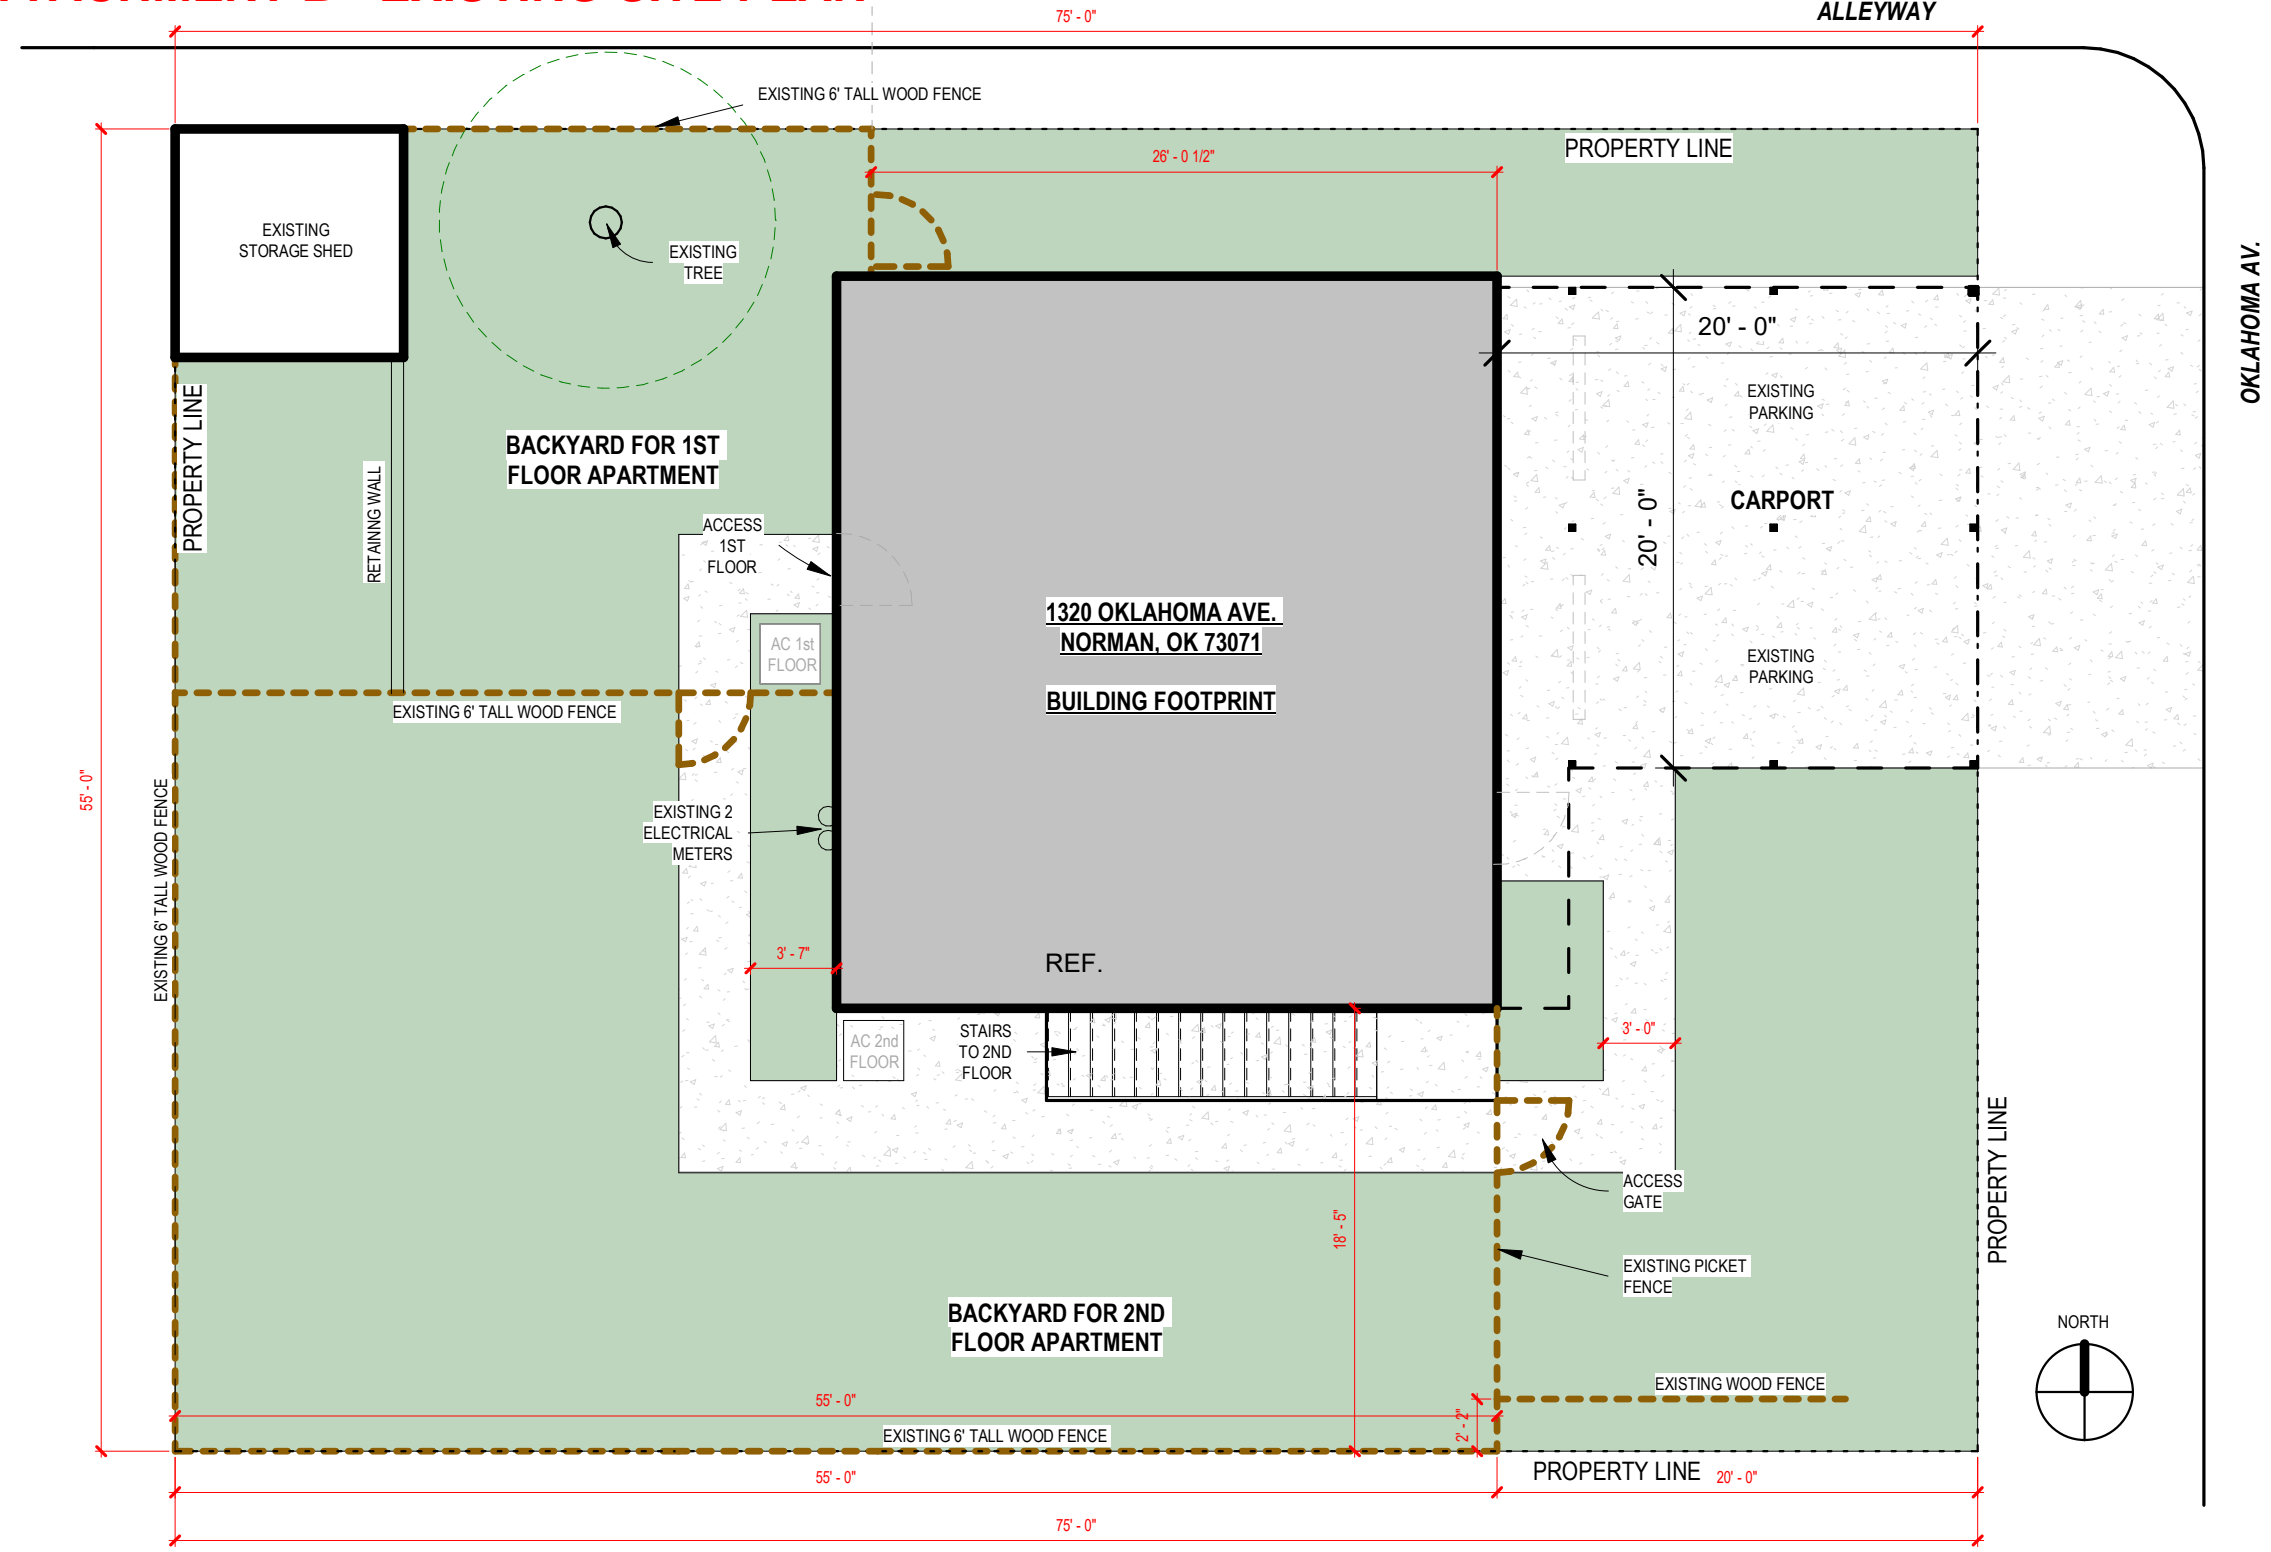 75' - 0"
ALLEYWAY
EXISTING 6' TALL WOOD FENCE
PROPERTY LINE
26' - 0 1/2"
EXISTING
STORAGE SHED
EXISTING
TREE
OKLAHOMA AV.
20' - 0"
EXISTING
PARKING
PROPERTY LINE
BACKYARD FOR 1ST
FLOOR APARTMENT
RETAINING WALL
CARPORT
20' - 0"
ACCESS
1ST
FLOOR
1320 OKLAHOMA AVE.
NORMAN, OK 73071
BUILDING FOOTPRINT
AC 1st
FLOOR
EXISTING
PARKING
EXISTING 6' TALL WOOD FENCE
55' - 0"
EXISTING 6' TALL WOOD FENCE
EXISTING 2
ELECTRICAL
METERS
3' - 7"
REF.
AC 2nd
FLOOR
STAIRS
TO 2ND
FLOOR
3' - 0"
ACCESS
GATE
18' - 5"
PROPERTY LINE
EXISTING PICKET
FENCE
BACKYARD FOR 2ND
FLOOR APARTMENT
NORTH
EXISTING WOOD FENCE
55' - 0"
2' - 2"
EXISTING 6' TALL WOOD FENCE
PROPERTY LINE
55' - 0"
20' - 0"
75' - 0"